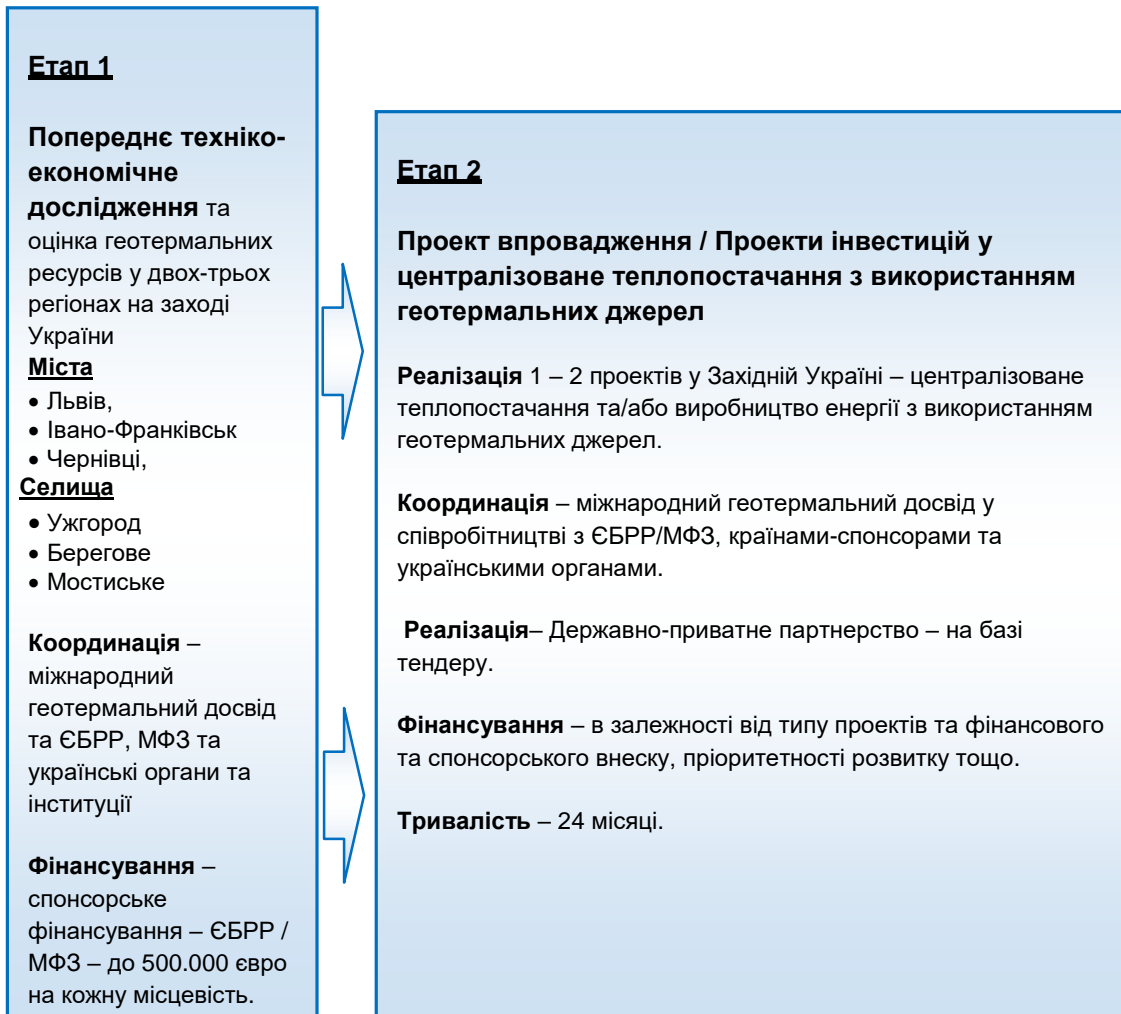 Етап 1
Попереднє техніко-
економічне
дослідження та
оцінка геотермальних
ресурсів у двох-трьох
регіонах на заході
України
Міста
• Львів,
• Івано-Франківськ
• Чернівці,
Селища
• Ужгород
• Берегове
• Мостиське
Координація –
міжнародний
геотермальний досвід
та ЄБРР, МФЗ та
українські органи та
інституції
Фінансування –
спонсорське
фінансування – ЄБРР /
МФЗ – до 500.000 євро
на кожну місцевість.
Етап 2
Проект впровадження / Проекти інвестицій у
централізоване теплопостачання з використанням
геотермальних джерел
Реалізація 1 – 2 проектів у Західній Україні – централізоване
теплопостачання та/або виробництво енергії з використанням
геотермальних джерел.
Координація – міжнародний геотермальний досвід у
співробітництві з ЄБРР/МФЗ, країнами-спонсорами та
українськими органами.
Реалізація– Державно-приватне партнерство – на базі
тендеру.
Фінансування – в залежності від типу проектів та фінансового
та спонсорського внеску, пріоритетності розвитку тощо.
Тривалість – 24 місяці.